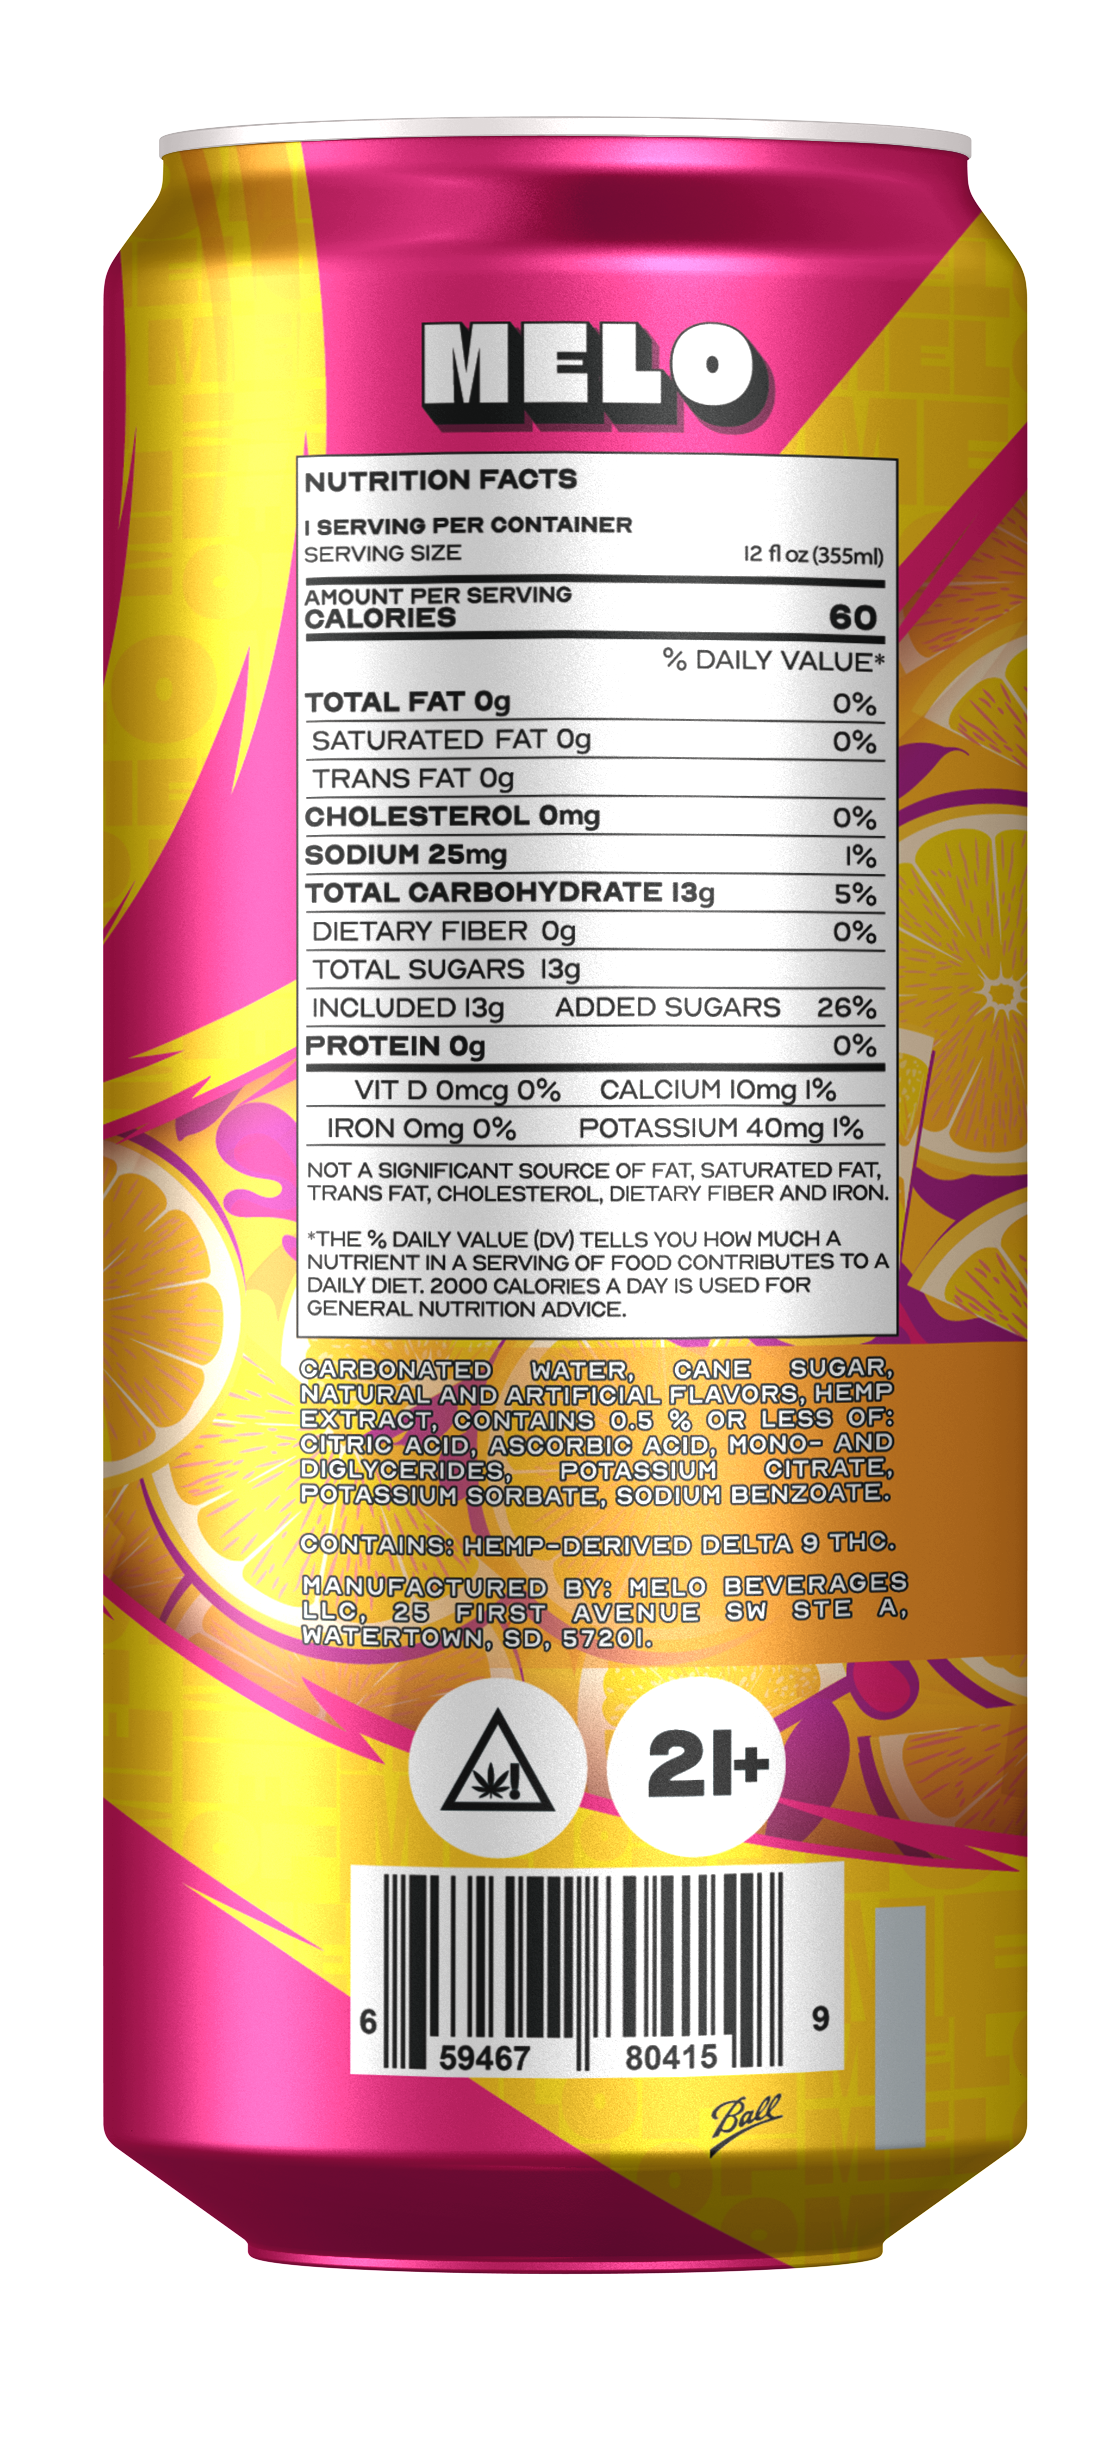 MELO
NUTRITION FACTS
1 SERVING PER CONTAINER
SERVING SIZE 12 fl oz (355ml)
AMOUNT PER SERVING
CALORIES 60
% DAILY VALUE*
TOTAL FAT 0g 0%
SATURATED FAT 0g 0%
TRANS FAT 0g
CHOLESTEROL 0mg 0%
SODIUM 25mg 1%
TOTAL CARBOHYDRATE 13g 5%
DIETARY FIBER 0g 0%
TOTAL SUGARS 13g
INCLUDED 13g ADDED SUGARS 26%
PROTEIN 0g 0%
VIT D 0mcg 0% CALCIUM 10mg 1%
IRON 0mg 0% POTASSIUM 40mg 1%
NOT A SIGNIFICANT SOURCE OF FAT, SATURATED FAT,
TRANS FAT, CHOLESTEROL, DIETARY FIBER AND IRON.
*THE % DAILY VALUE (DV) TELLS YOU HOW MUCH A
NUTRIENT IN A SERVING OF FOOD CONTRIBUTES TO A
DAILY DIET. 2000 CALORIES A DAY IS USED FOR
GENERAL NUTRITION ADVICE.
CARBONATED WATER, CANE SUGAR,
NATURAL AND ARTIFICIAL FLAVORS, HEMP
EXTRACT, CONTAINS 0.5 % OR LESS OF:
CITRIC ACID, ASCORBIC ACID, MONO- AND
DIGLYCERIDES, POTASSIUM CITRATE,
POTASSIUM SORBATE, SODIUM BENZOATE.
CONTAINS: HEMP-DERIVED DELTA 9 THC.
MANUFACTURED BY: MELO BEVERAGES
LLC, 25 FIRST AVENUE SW STE A,
WATERTOWN, SD, 57201.
!
21+
6 59467 80415 9
Ball